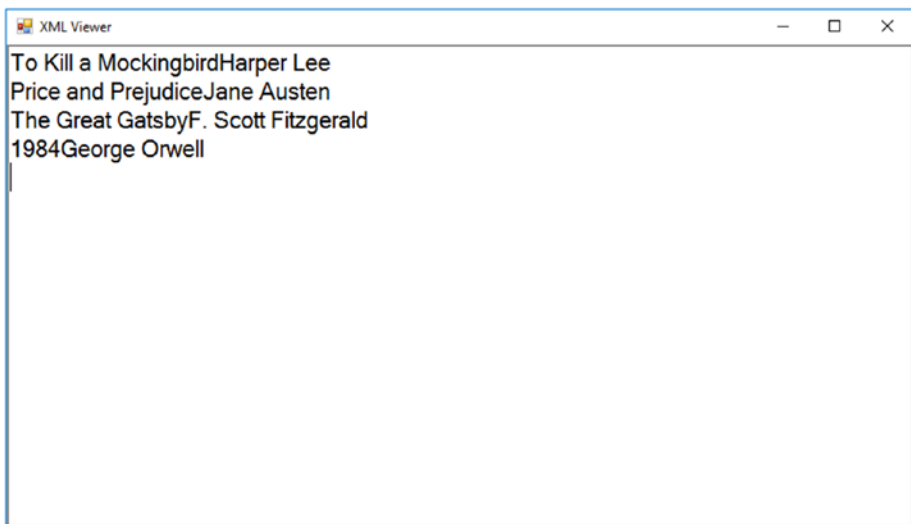 XML Viewer
To Kill a MockingbirdHarper Lee
Price and PrejudiceJane Austen
The Great GatsbyF. Scott Fitzgerald
1984George Orwell